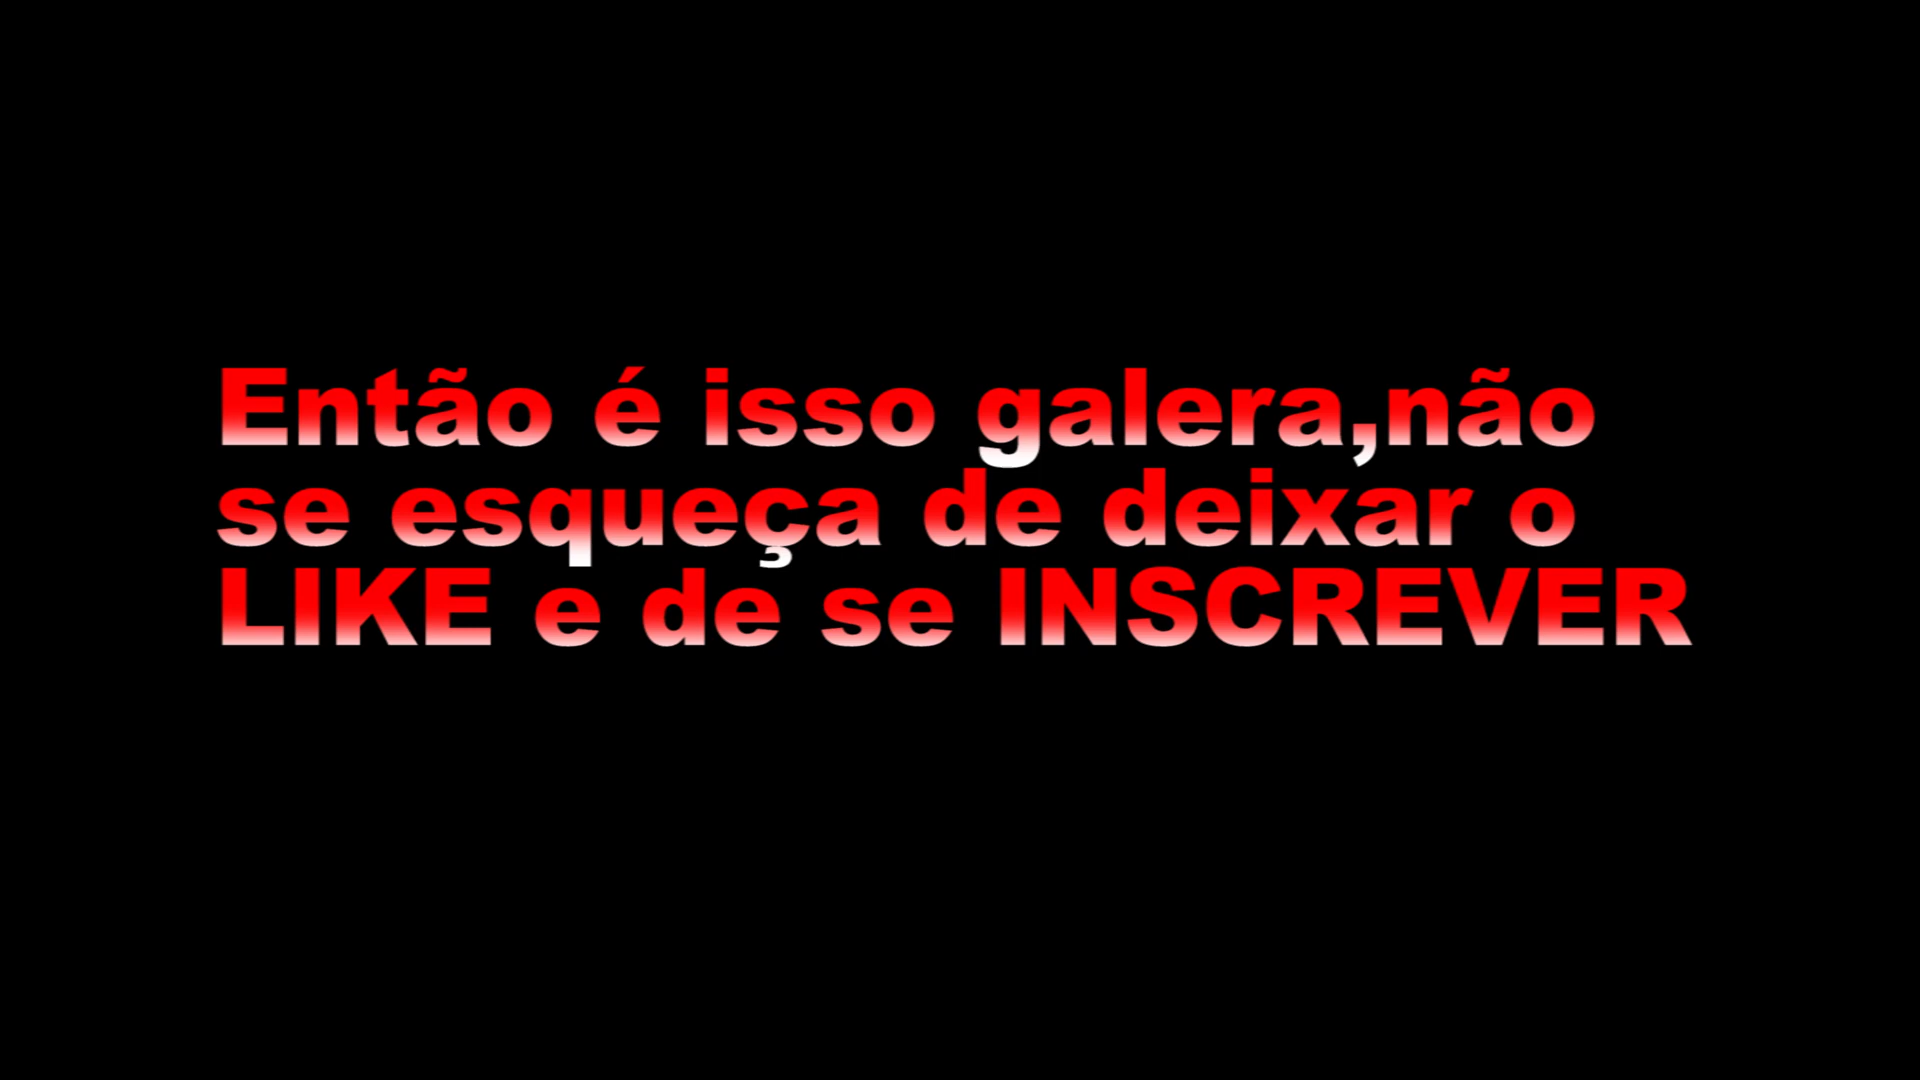 Então é isso galera,não
se esqueça de deixar o
LIKE e de se INSCREVER